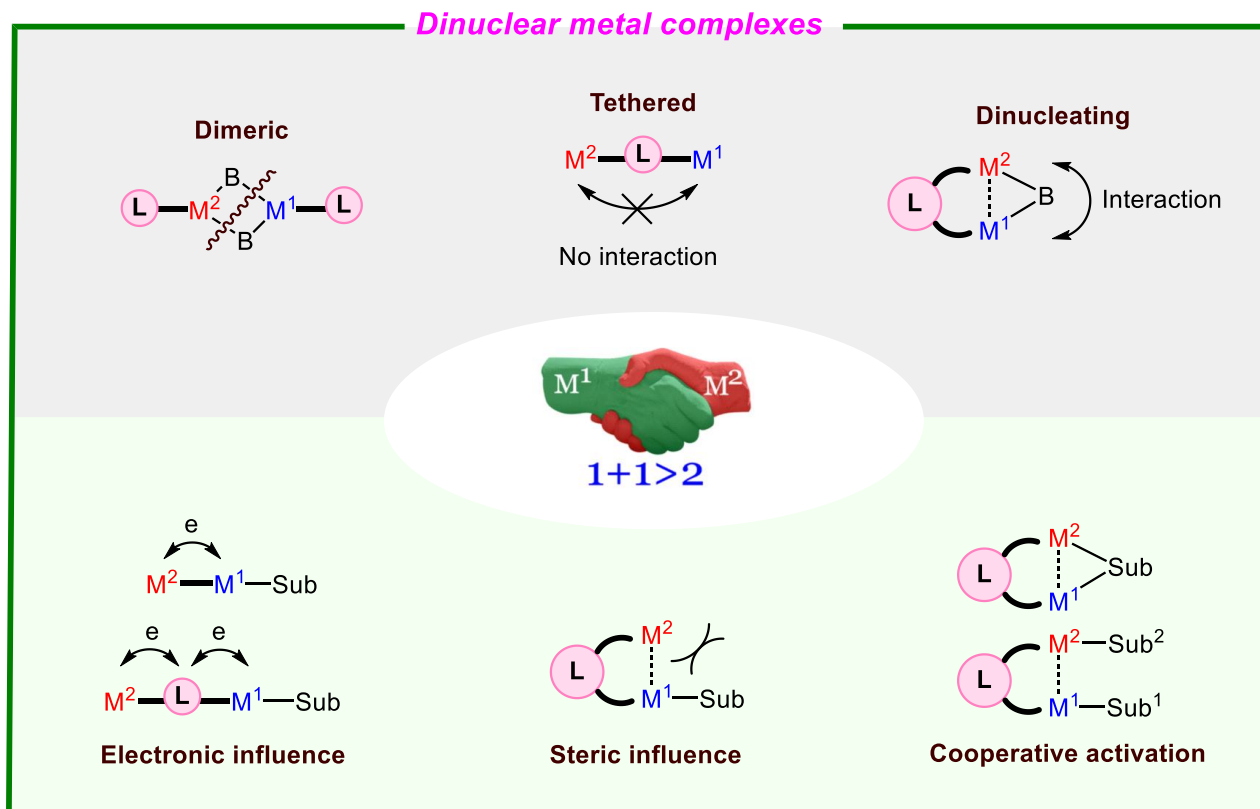 Dinuclear metal complexes
Dimeric
L M² B B M¹ L
Tethered
M² L M¹
No interaction
Dinucleating
L M² M¹ B Interaction
M¹ M²
1+1>2
e
M² M¹ Sub
e e
M² L M¹ Sub
Electronic influence
M²
L
M¹ Sub
Steric influence
M²
L Sub
M¹
M² Sub²
L
M¹ Sub¹
Cooperative activation